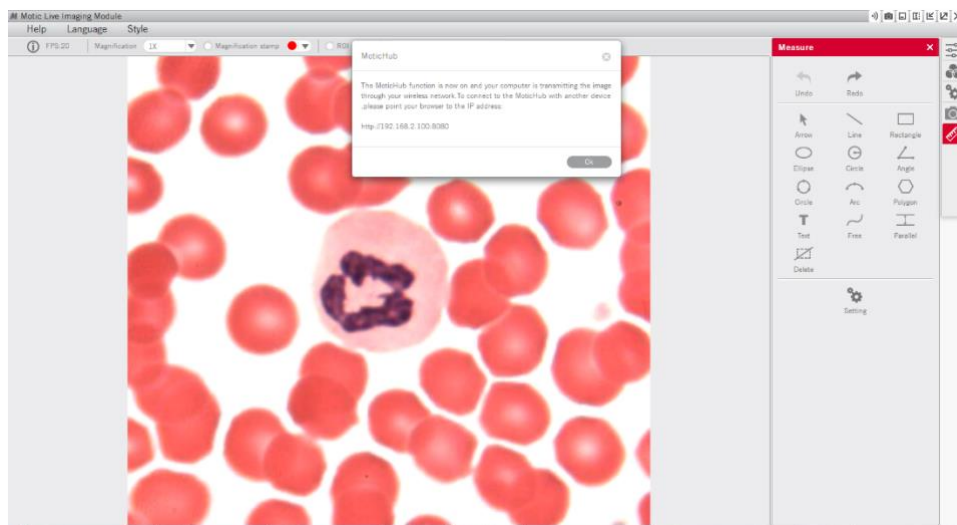 Motic Live Imaging Module
Help Language Style
FPS:20 Magnification 1X Magnification stamp ROI
MoticHub
The MoticHub function is now on and your computer is transmitting the image
through your wireless network.To connect to the MoticHub with another device
,please point your browser to the IP address:
http://192.168.2.100:8080
Ok
Measure
Undo Redo
Arrow Line Rectangle
Ellipse Circle Angle
Circle Arc Polygon
T
Text Free Parallel
Delete
Setting